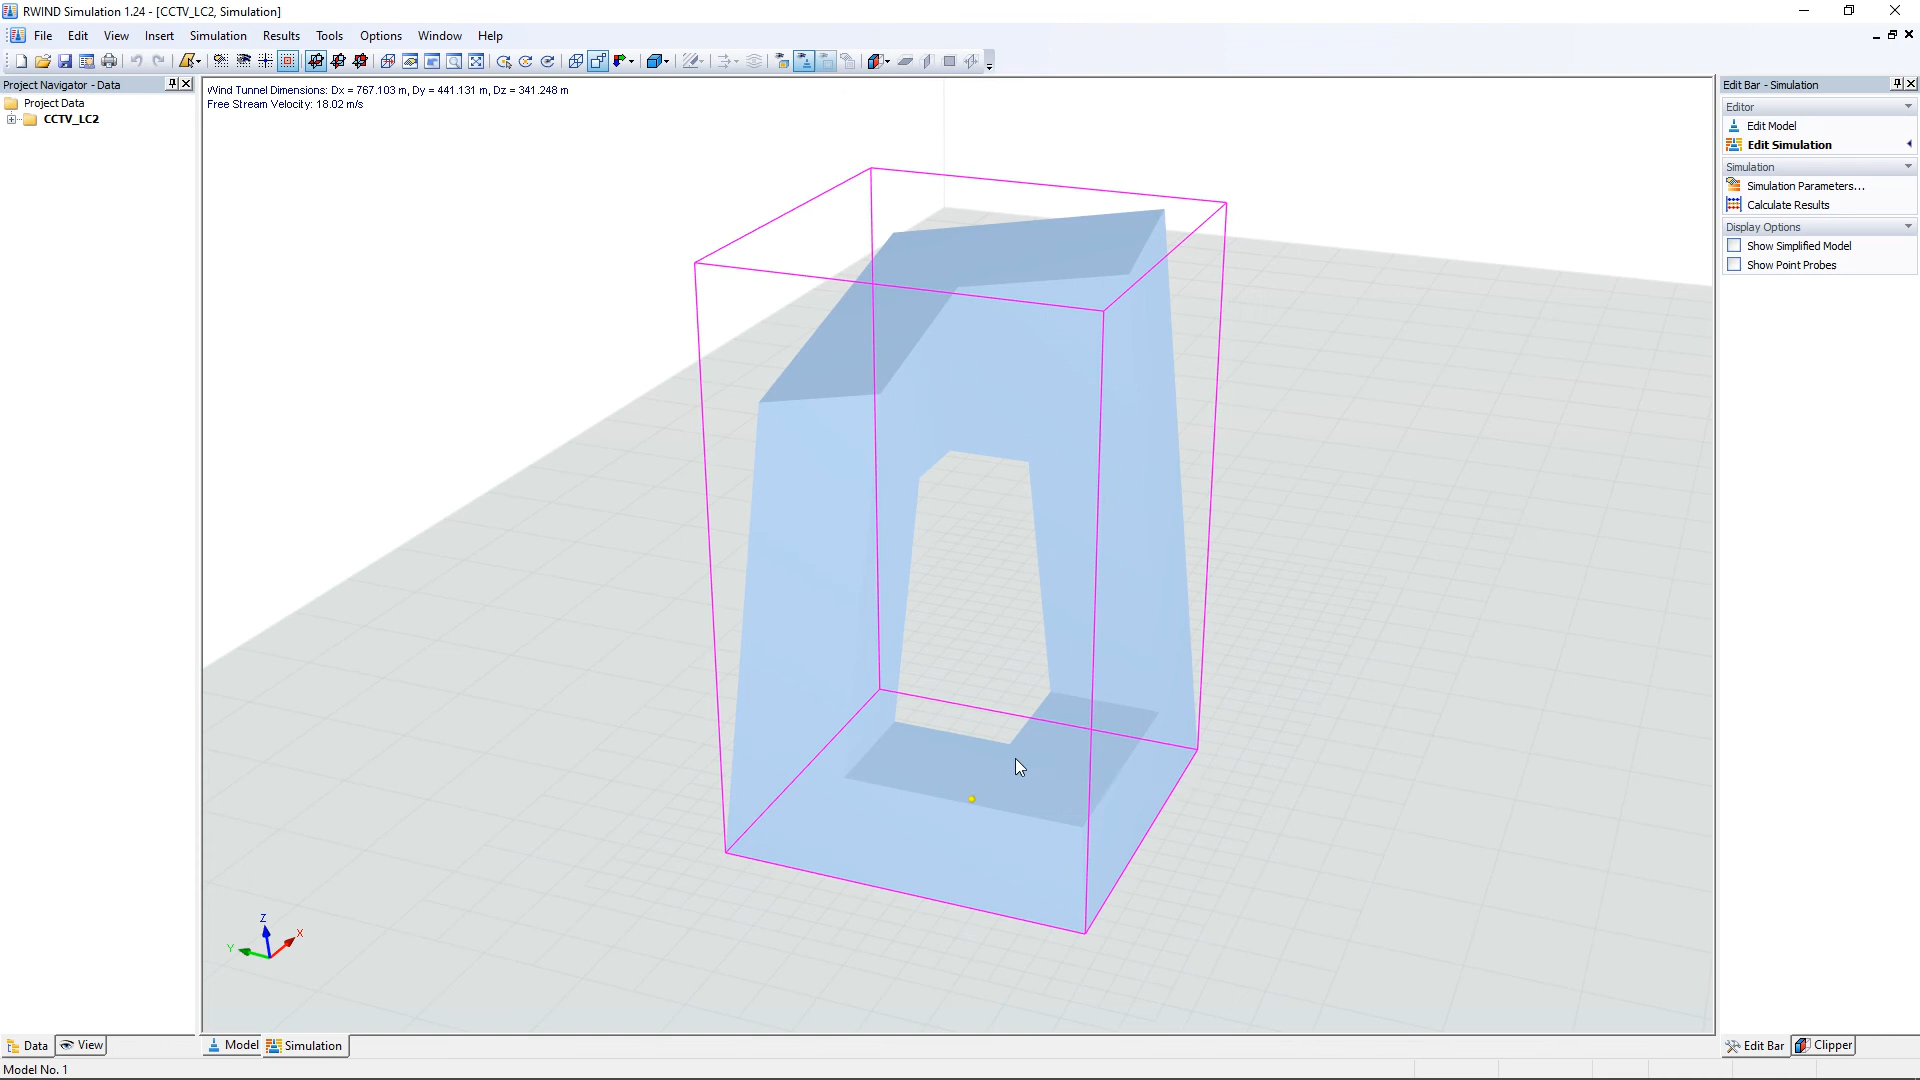 RWIND Simulation 1.24 - [CCTV_LC2, Simulation]
File Edit View Insert Simulation Results Tools Options Window Help
Project Navigator - Data
Project Data
CCTV_LC2
Wind Tunnel Dimensions: Dx = 767.103 m, Dy = 441.131 m, Dz = 341.248 m
Free Stream Velocity: 18.02 m/s
Z
X
Y
Edit Bar - Simulation
Editor
Edit Model
Edit Simulation
Simulation
Simulation Parameters...
Calculate Results
Display Options
Show Simplified Model
Show Point Probes
Data View
Model Simulation
Edit Bar Clipper
Model No. 1